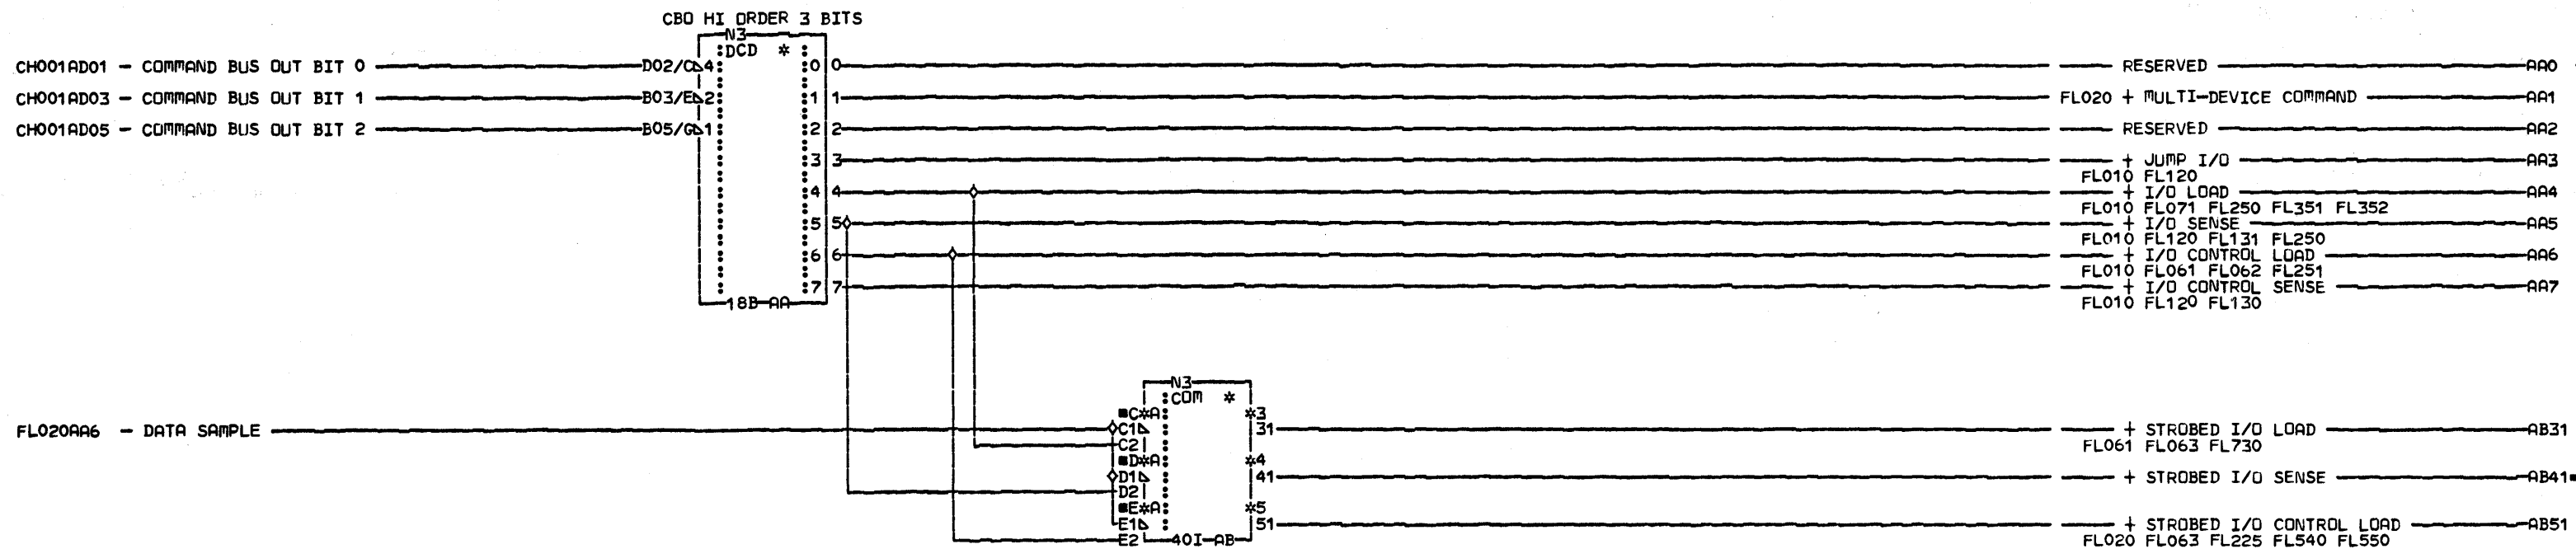 CBO HI ORDER 3 BITS
N3
DCD *
CH001AD01 - COMMAND BUS OUT BIT 0 D02/C 4 0 0 RESERVED AA0
CH001AD03 - COMMAND BUS OUT BIT 1 B03/E 2 1 1 FL020 + MULTI-DEVICE COMMAND AA1
CH001AD05 - COMMAND BUS OUT BIT 2 B05/G 1 2 2 RESERVED AA2
3 3 + JUMP I/O AA3
FL010 FL120
4 4 + I/O LOAD AA4
FL010 FL071 FL250 FL351 FL352
5 5 + I/O SENSE AA5
FL010 FL120 FL131 FL250
6 6 + I/O CONTROL LOAD AA6
FL010 FL061 FL062 FL251
7 7 + I/O CONTROL SENSE AA7
18B-AA FL010 FL120 FL130
N3
COM *
■C*A *3
FL020AA6 - DATA SAMPLE C1 31 + STROBED I/O LOAD AB31
C2 FL061 FL063 FL730
■D*A *4
D1 41 + STROBED I/O SENSE AB41■
D2
■E*A *5
E1 51 + STROBED I/O CONTROL LOAD AB51
E2 40I-AB FL020 FL063 FL225 FL540 FL550